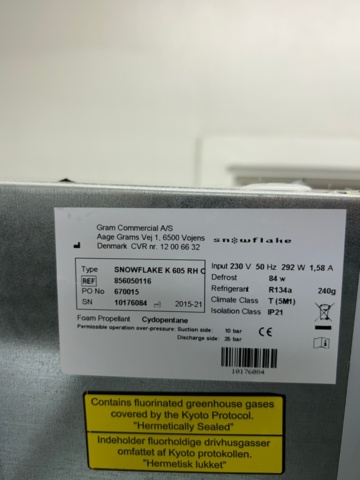 Gram Commercial A/S
Aage Grams Vej 1, 6500 Vojens
Denmark CVR nr. 12 00 66 32
snowflake
Type SNOWFLAKE K 605 RH C
REF 856050116
PO No 670015
SN 10176084 2015-21
Input 230 V 50 Hz 292 W 1,58 A
Defrost 84 w
Refrigerant R134a 240g
Climate Class T (5M1)
Isolation Class IP21
Foam Propellant Cydopentane
Permissible operation over-pressure: Suction side: 10 bar
Discharge side: 25 bar
CE
10176084
Contains fluorinated greenhouse gases
covered by the Kyoto Protocol.
"Hermetically Sealed"
Indeholder fluorholdige drivhusgasser
omfattet af Kyoto protokollen.
"Hermetisk lukket"